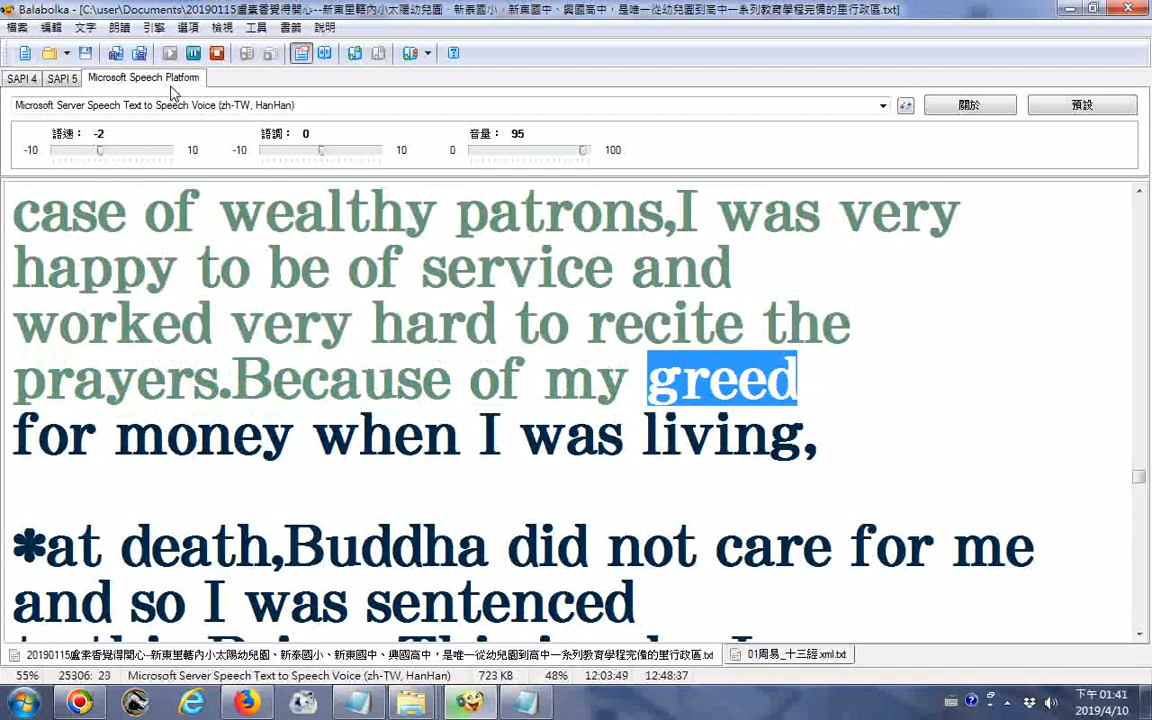 Balabolka - [C:\user\Documents\20190115盧素香覺得開心--新東里轄內小太陽幼兒園、新泰國小、新東國中、興國高中，是唯一從幼兒園到高中一系列教育學程完備的里行政區.txt]
檔案 編輯 文字 朗讀 引擎 選項 檢視 工具 書籤 說明
SAPI 4 SAPI 5 Microsoft Speech Platform
Microsoft Server Speech Text to Speech Voice (zh-TW, HanHan) 關於 預設
語速： -2 語調： 0 音量： 95
-10 10 -10 10 0 100
case of wealthy patrons,I was very
happy to be of service and
worked very hard to recite the
prayers.Because of my greed
for money when I was living,
*at death,Buddha did not care for me
and so I was sentenced
20190115盧素香覺得開心--新東里轄內小太陽幼兒園、新泰國小、新東國中、興國高中，是唯一從幼兒園到高中一系列教育學程完備的里行政區.txt 01周易_十三經.xml.txt
55% 25306: 23 Microsoft Server Speech Text to Speech Voice (zh-TW, HanHan) 723 KB 48% 12:03:49 12:48:37
下午 01:41
2019/4/10